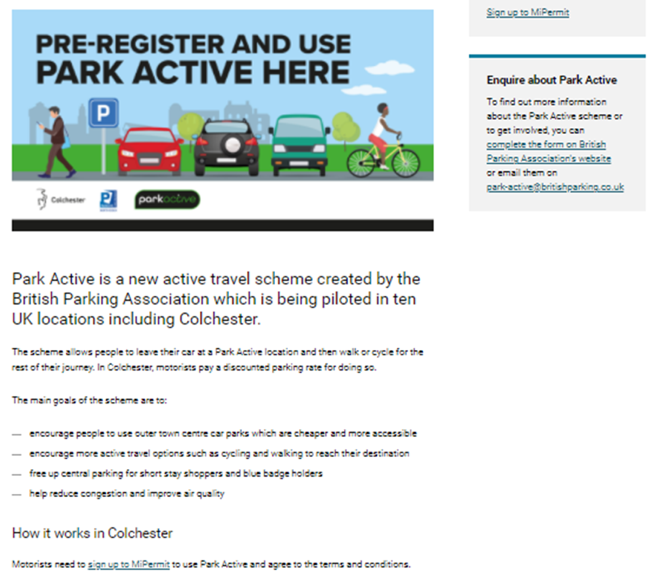 PRE-REGISTER AND USE
PARK ACTIVE HERE
P
Colchester
parkactive
Park Active is a new active travel scheme created by the
British Parking Association which is being piloted in ten
UK locations including Colchester.
The scheme allows people to leave their car at a Park Active location and then walk or cycle for the
rest of their journey. In Colchester, motorists pay a discounted parking rate for doing so.
The main goals of the scheme are to:
— encourage people to use outer town centre car parks which are cheaper and more accessible
— encourage more active travel options such as cycling and walking to reach their destination
— free up central parking for short stay shoppers and blue badge holders
— help reduce congestion and improve air quality
How it works in Colchester
Motorists need to sign up to MiPermit to use Park Active and agree to the terms and conditions.
Sign up to MiPermit
Enquire about Park Active
To find out more information
about the Park Active scheme or
to get involved, you can
complete the form on British
Parking Association's website
or email them on
park-active@britishparking.co.uk